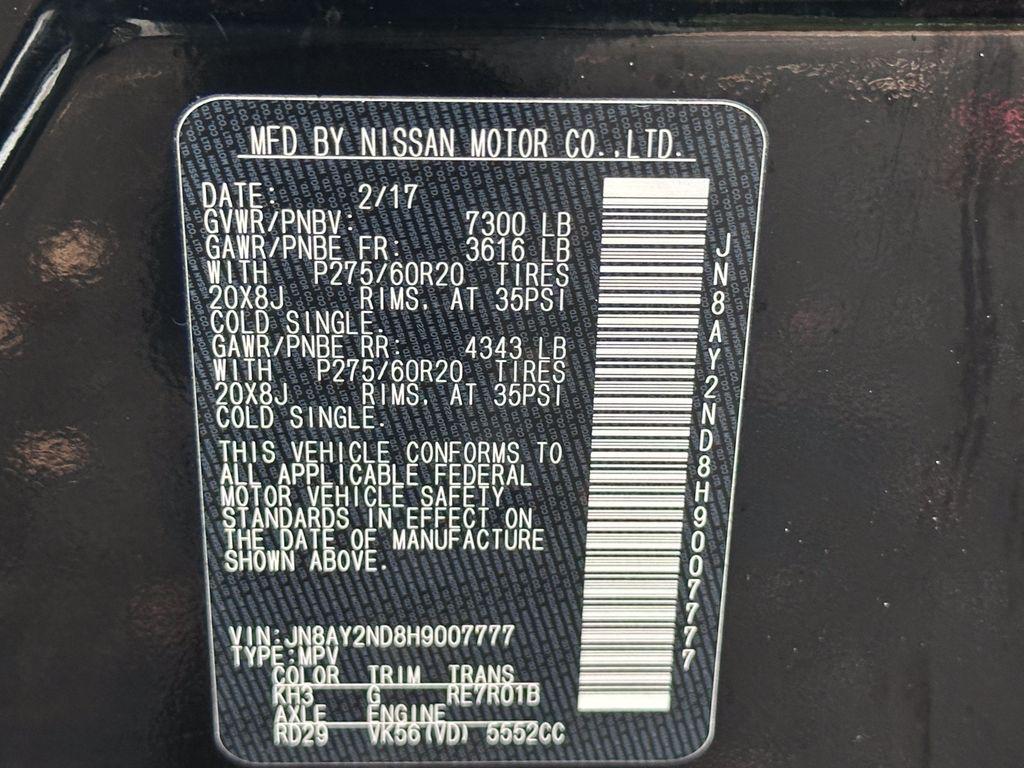 MFD BY NISSAN MOTOR CO.,LTD.
DATE: 2/17
GVWR/PNBV: 7300 LB
GAWR/PNBE FR: 3616 LB
WITH P275/60R20 TIRES
20X8J RIMS, AT 35PSI
COLD SINGLE.
GAWR/PNBE RR: 4343 LB
WITH P275/60R20 TIRES
20X8J RIMS, AT 35PSI
COLD SINGLE.
THIS VEHICLE CONFORMS TO
ALL APPLICABLE FEDERAL
MOTOR VEHICLE SAFETY
STANDARDS IN EFFECT ON
THE DATE OF MANUFACTURE
SHOWN ABOVE.
VIN:JN8AY2ND8H9007777
TYPE:MPV
COLOR TRIM TRANS
KH3 G RE7R01B
AXLE ENGINE
RD29 VK56(VD) 5552CC
JN8AY2ND8H9007777